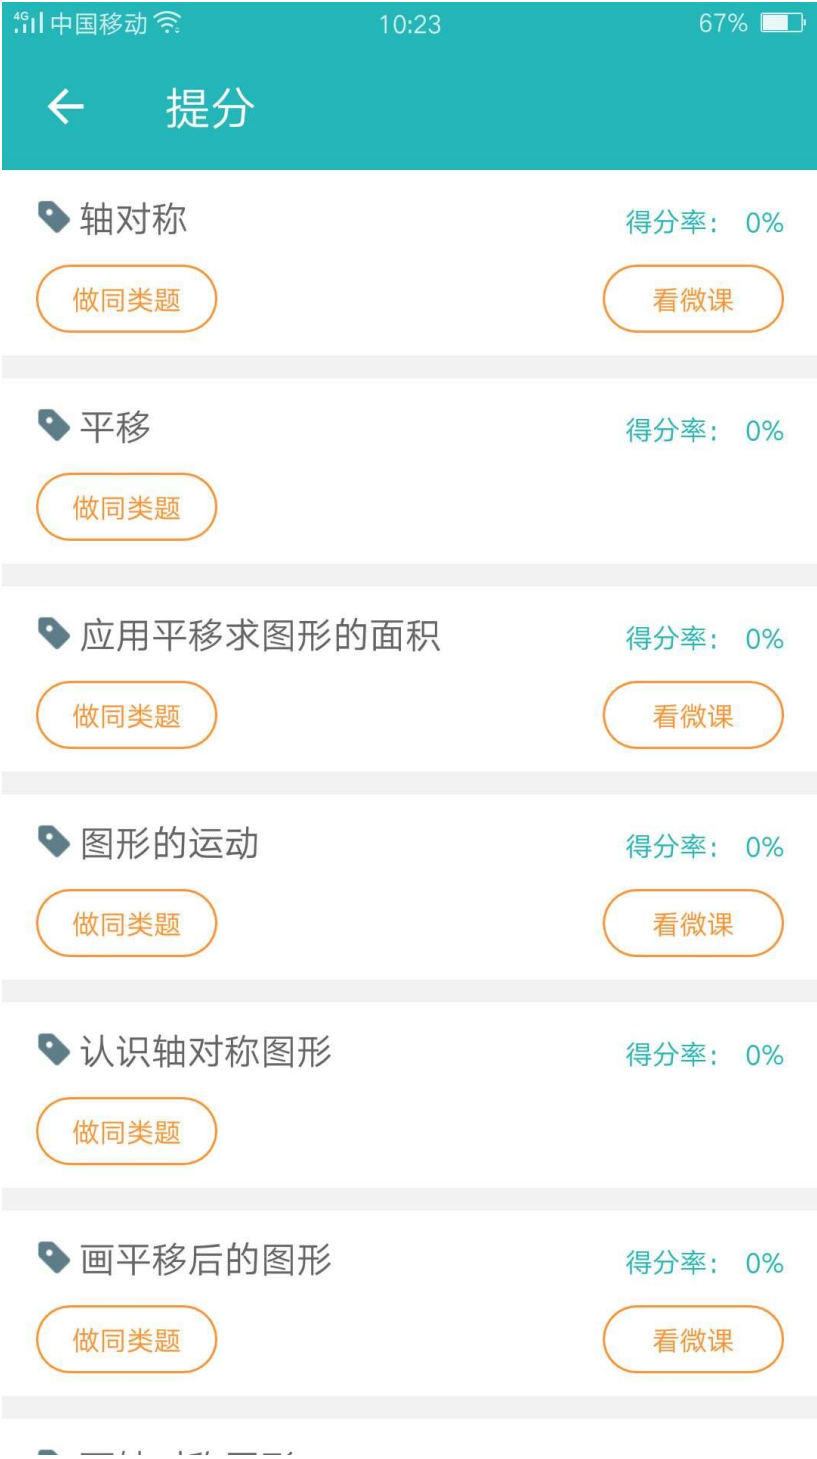 4G 中国移动 10:23 67%
提分
轴对称 得分率： 0%
做同类题 看微课
平移 得分率： 0%
做同类题
应用平移求图形的面积 得分率： 0%
做同类题 看微课
图形的运动 得分率： 0%
做同类题 看微课
认识轴对称图形 得分率： 0%
做同类题
画平移后的图形 得分率： 0%
做同类题 看微课